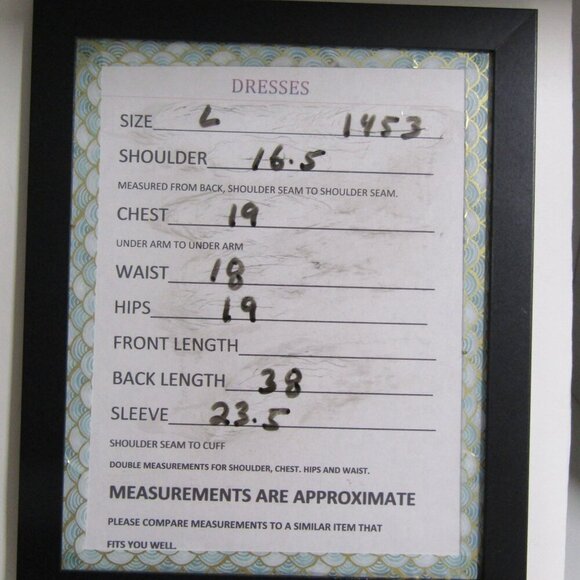 DRESSES
SIZE L 1453
SHOULDER 16.5
MEASURED FROM BACK, SHOULDER SEAM TO SHOULDER SEAM.
CHEST 19
UNDER ARM TO UNDER ARM
WAIST 18
HIPS 19
FRONT LENGTH
BACK LENGTH 38
SLEEVE 23.5
SHOULDER SEAM TO CUFF
DOUBLE MEASUREMENTS FOR SHOULDER, CHEST. HIPS AND WAIST.
MEASUREMENTS ARE APPROXIMATE
PLEASE COMPARE MEASUREMENTS TO A SIMILAR ITEM THAT
FITS YOU WELL.